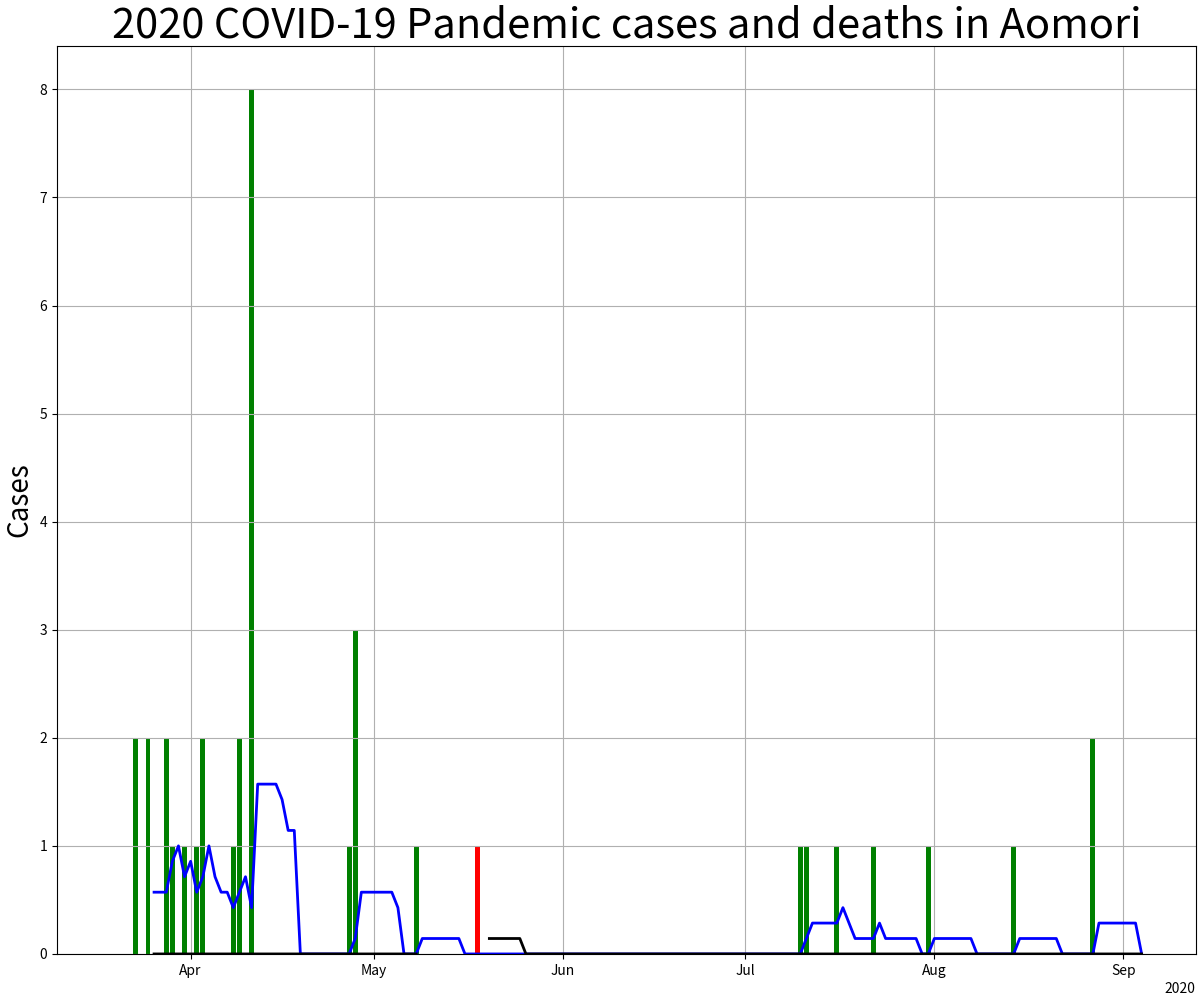 2020 COVID-19 Pandemic cases and deaths in Aomori
Cases
8
7
6
5
4
3
2
1
0
Apr
May
Jun
Jul
Aug
Sep
2020